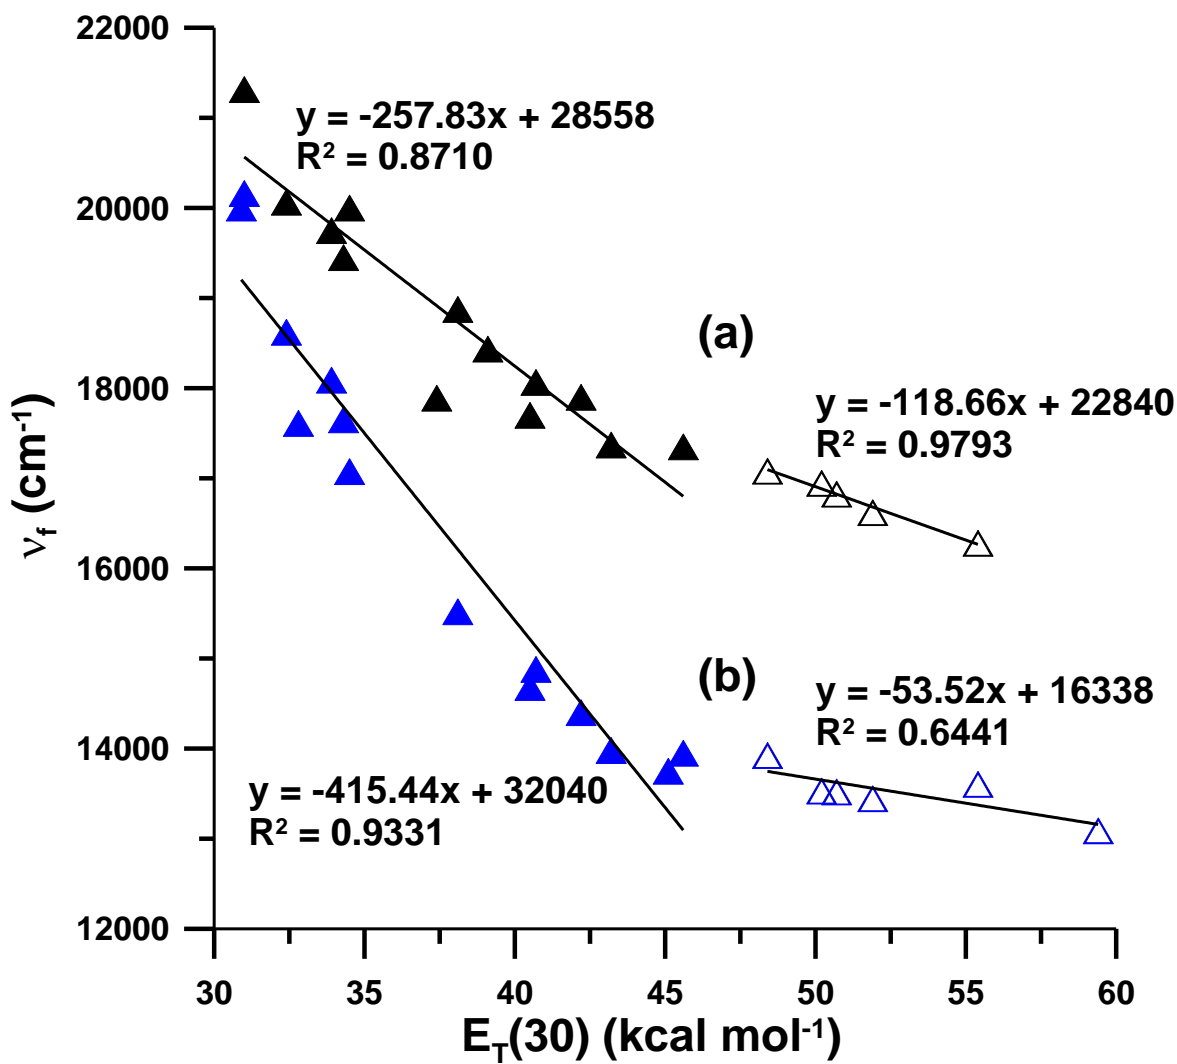 22000
y = -257.83x + 28558
R² = 0.8710
20000
(a)
18000
y = -118.66x + 22840
R² = 0.9793
ν_f (cm⁻¹)
16000
(b)
y = -53.52x + 16338
R² = 0.6441
14000
y = -415.44x + 32040
R² = 0.9331
12000
30 35 40 45 50 55 60
E_T(30) (kcal mol⁻¹)